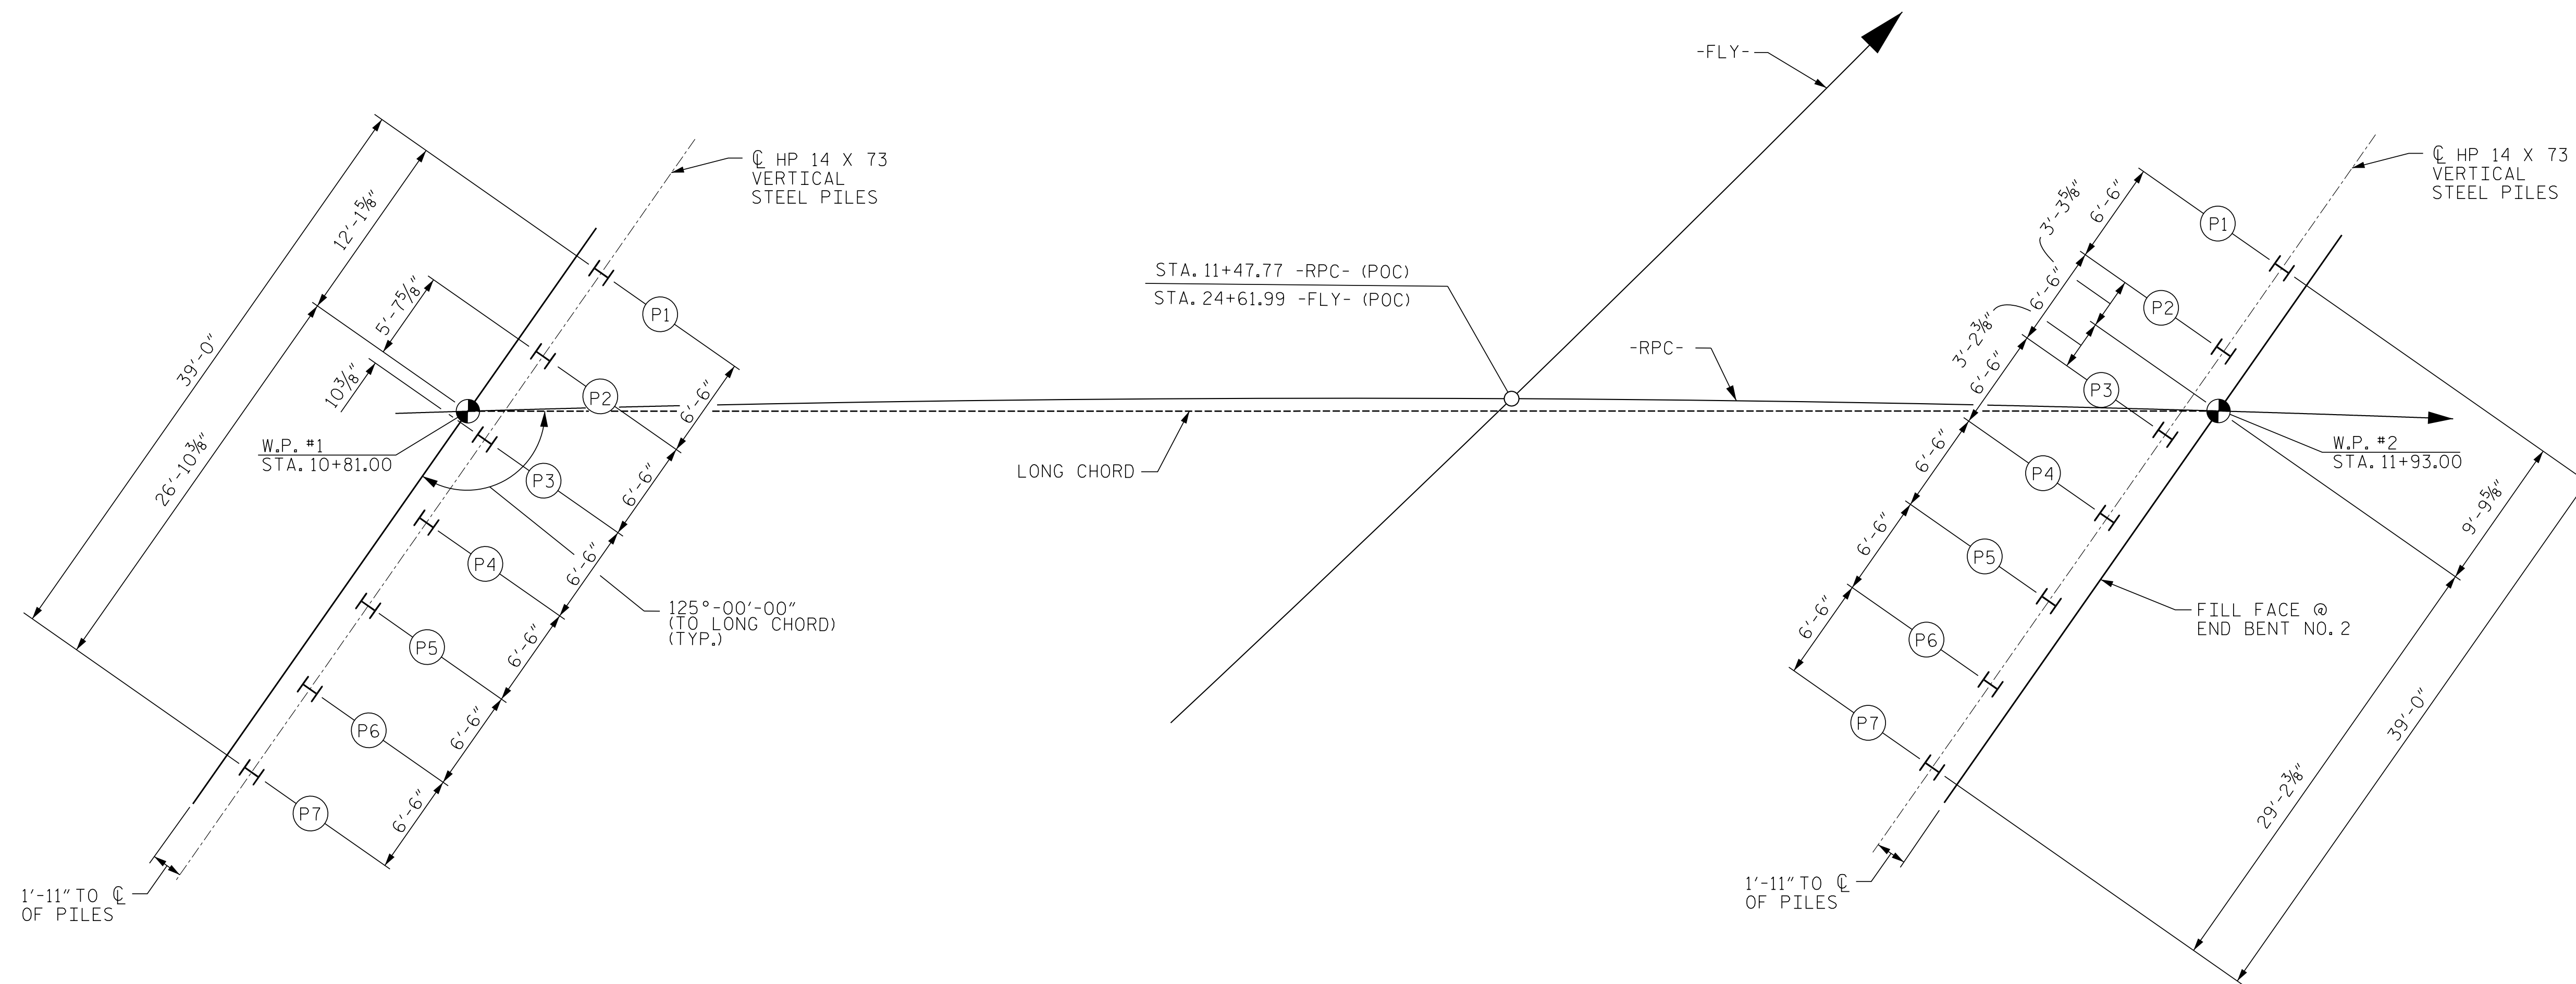 -FLY-
℄ HP 14 X 73
VERTICAL
STEEL PILES
39'-0"
12'-1⅝"
5'-7⅝"
10⅜"
26'-10⅜"
W.P. #1
STA. 10+81.00
P1
P2
P3
P4
P5
P6
P7
6'-6"
6'-6"
6'-6"
6'-6"
6'-6"
6'-6"
125°-00'-00"
(TO LONG CHORD)
(TYP.)
1'-11" TO ℄
OF PILES
STA. 11+47.77 -RPC- (POC)
STA. 24+61.99 -FLY- (POC)
LONG CHORD
-RPC-
℄ HP 14 X 73
VERTICAL
STEEL PILES
3'-3⅝"
3'-2⅜"
6'-6"
6'-6"
6'-6"
6'-6"
6'-6"
6'-6"
P1
P2
P3
P4
P5
P6
P7
W.P. #2
STA. 11+93.00
9'-9⅝"
29'-2⅜"
39'-0"
FILL FACE @
END BENT NO. 2
1'-11" TO ℄
OF PILES